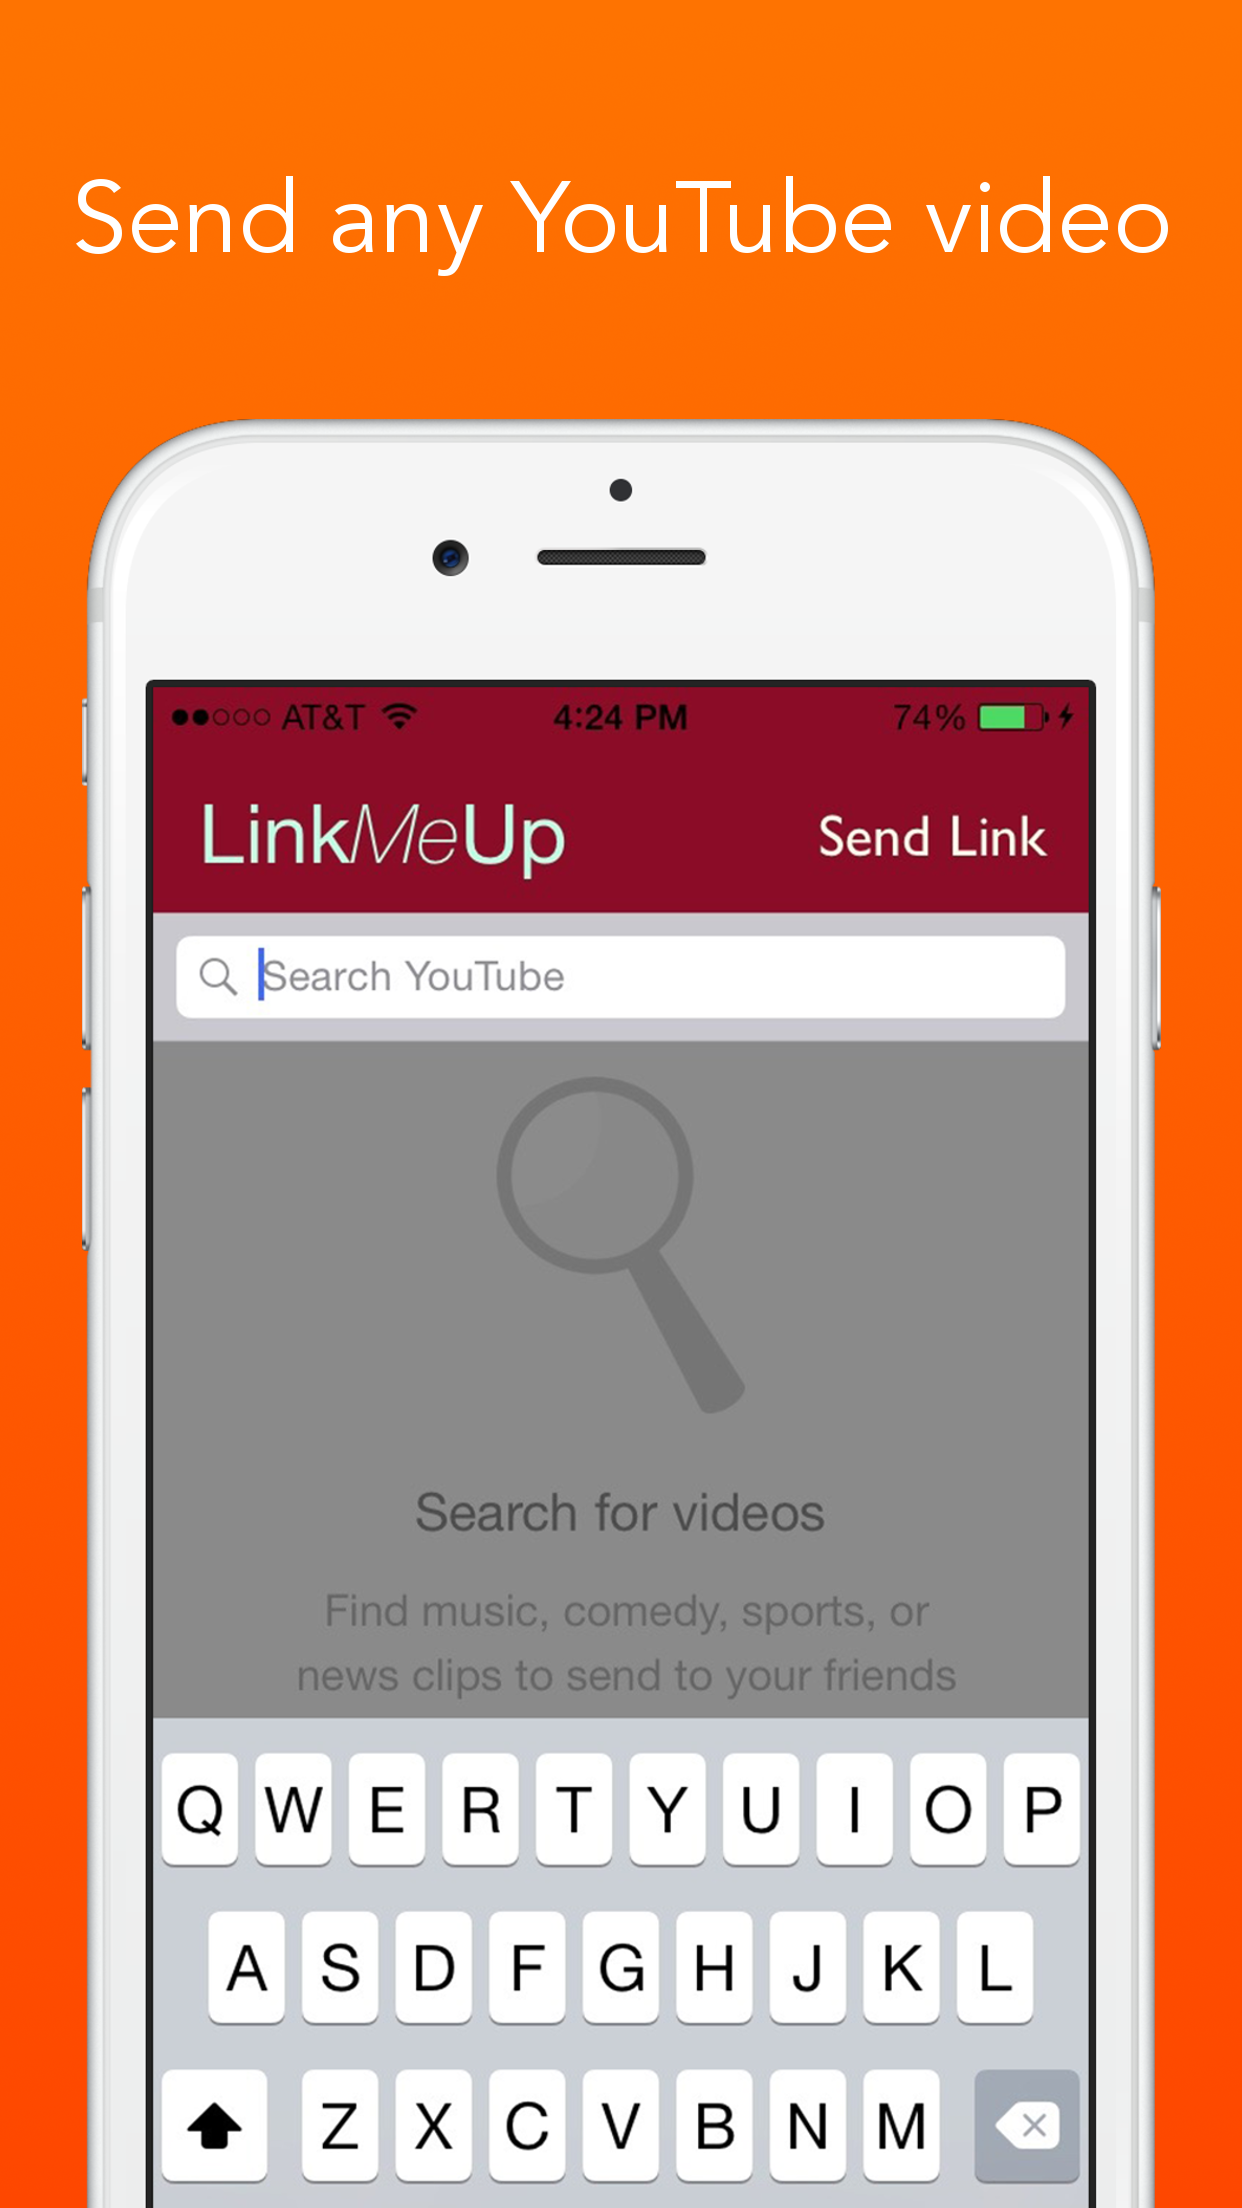 Send any YouTube video
AT&T 4:24 PM 74%
LinkMeUp Send Link
Search YouTube
Search for videos
Find music, comedy, sports, or
news clips to send to your friends
Q W E R T Y U I O P
A S D F G H J K L
Z X C V B N M